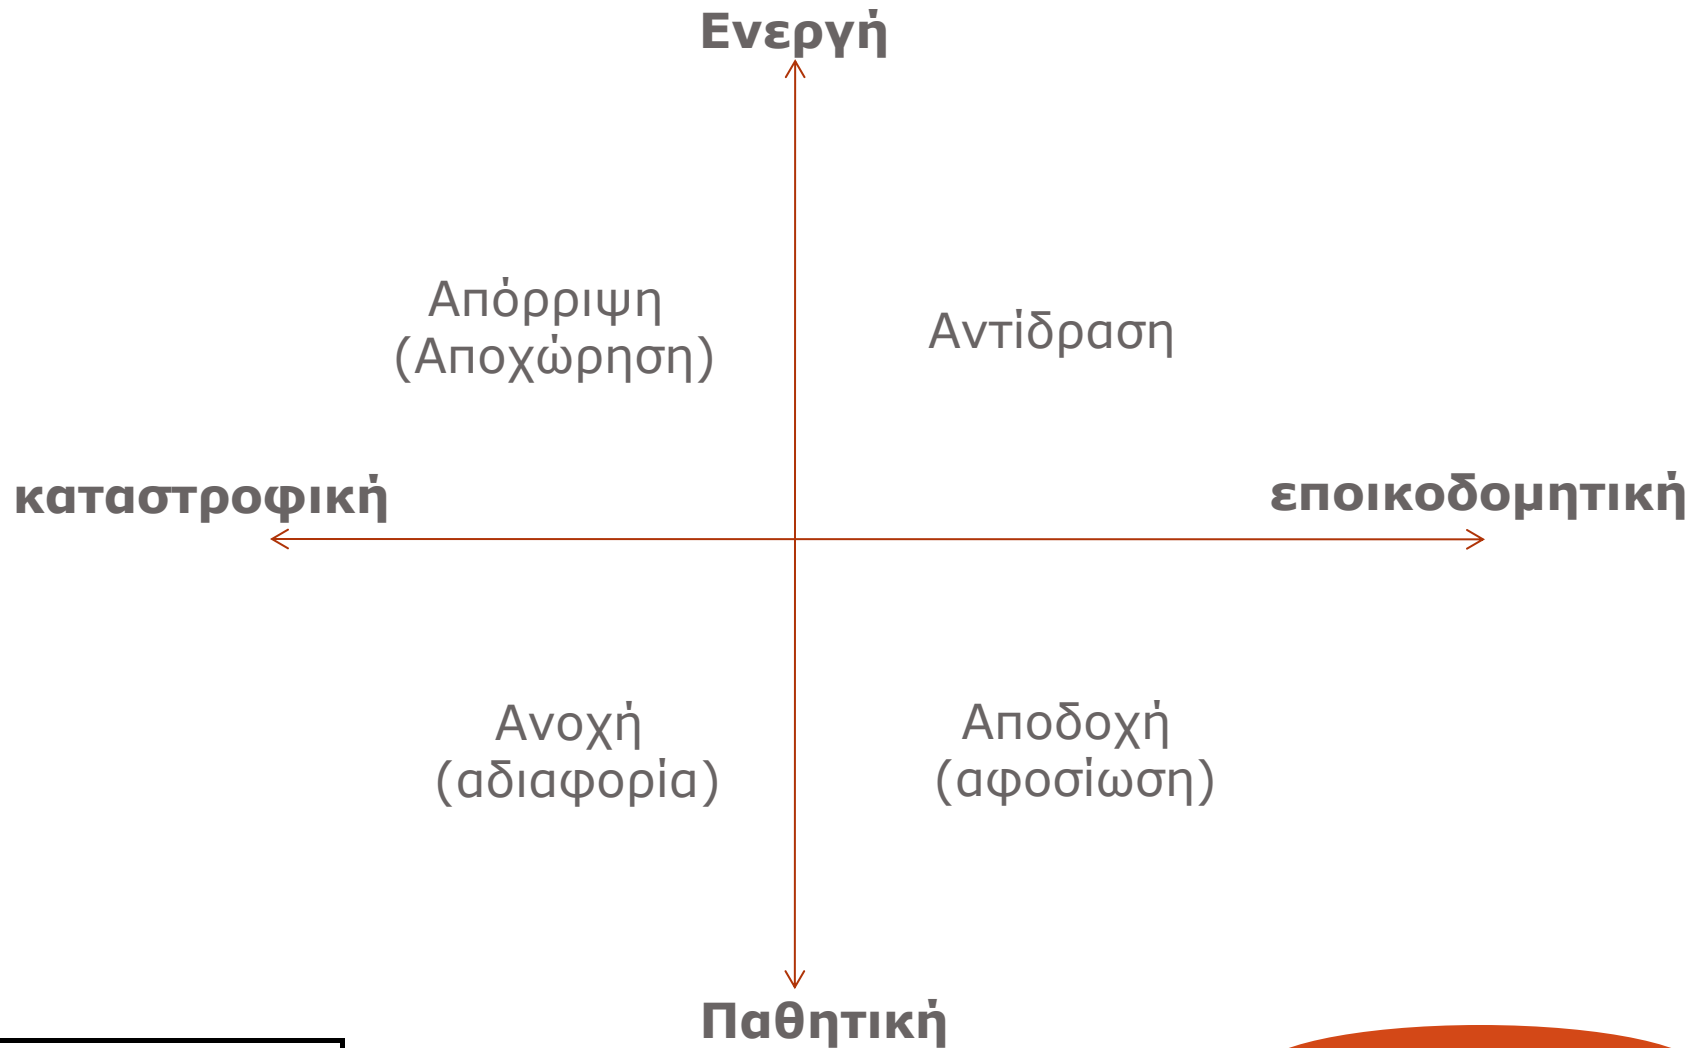 Ενεργή
Απόρριψη
(Αποχώρηση)
Αντίδραση
καταστροφική
εποικοδομητική
Ανοχή
(αδιαφορία)
Αποδοχή
(αφοσίωση)
Παθητική